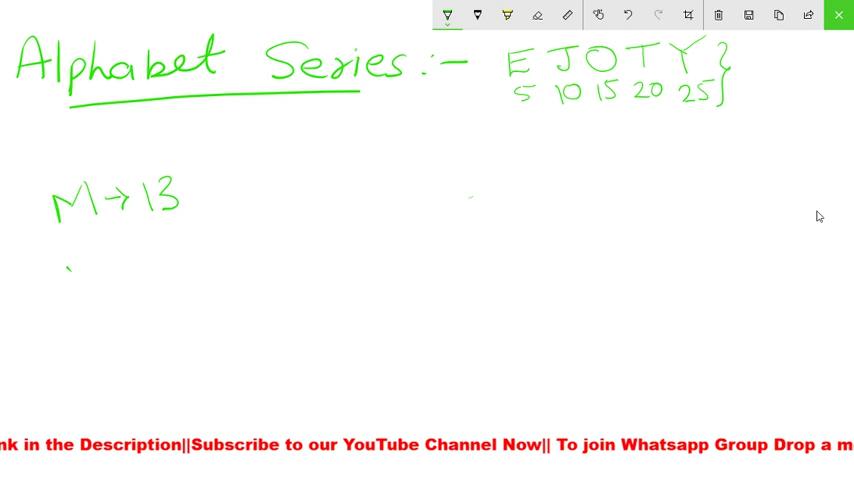 Alphabet Series :- E J O T Y }
5 10 15 20 25 }
M → 13
nk in the Description||Subscribe to our YouTube Channel Now|| To join Whatsapp Group Drop a m